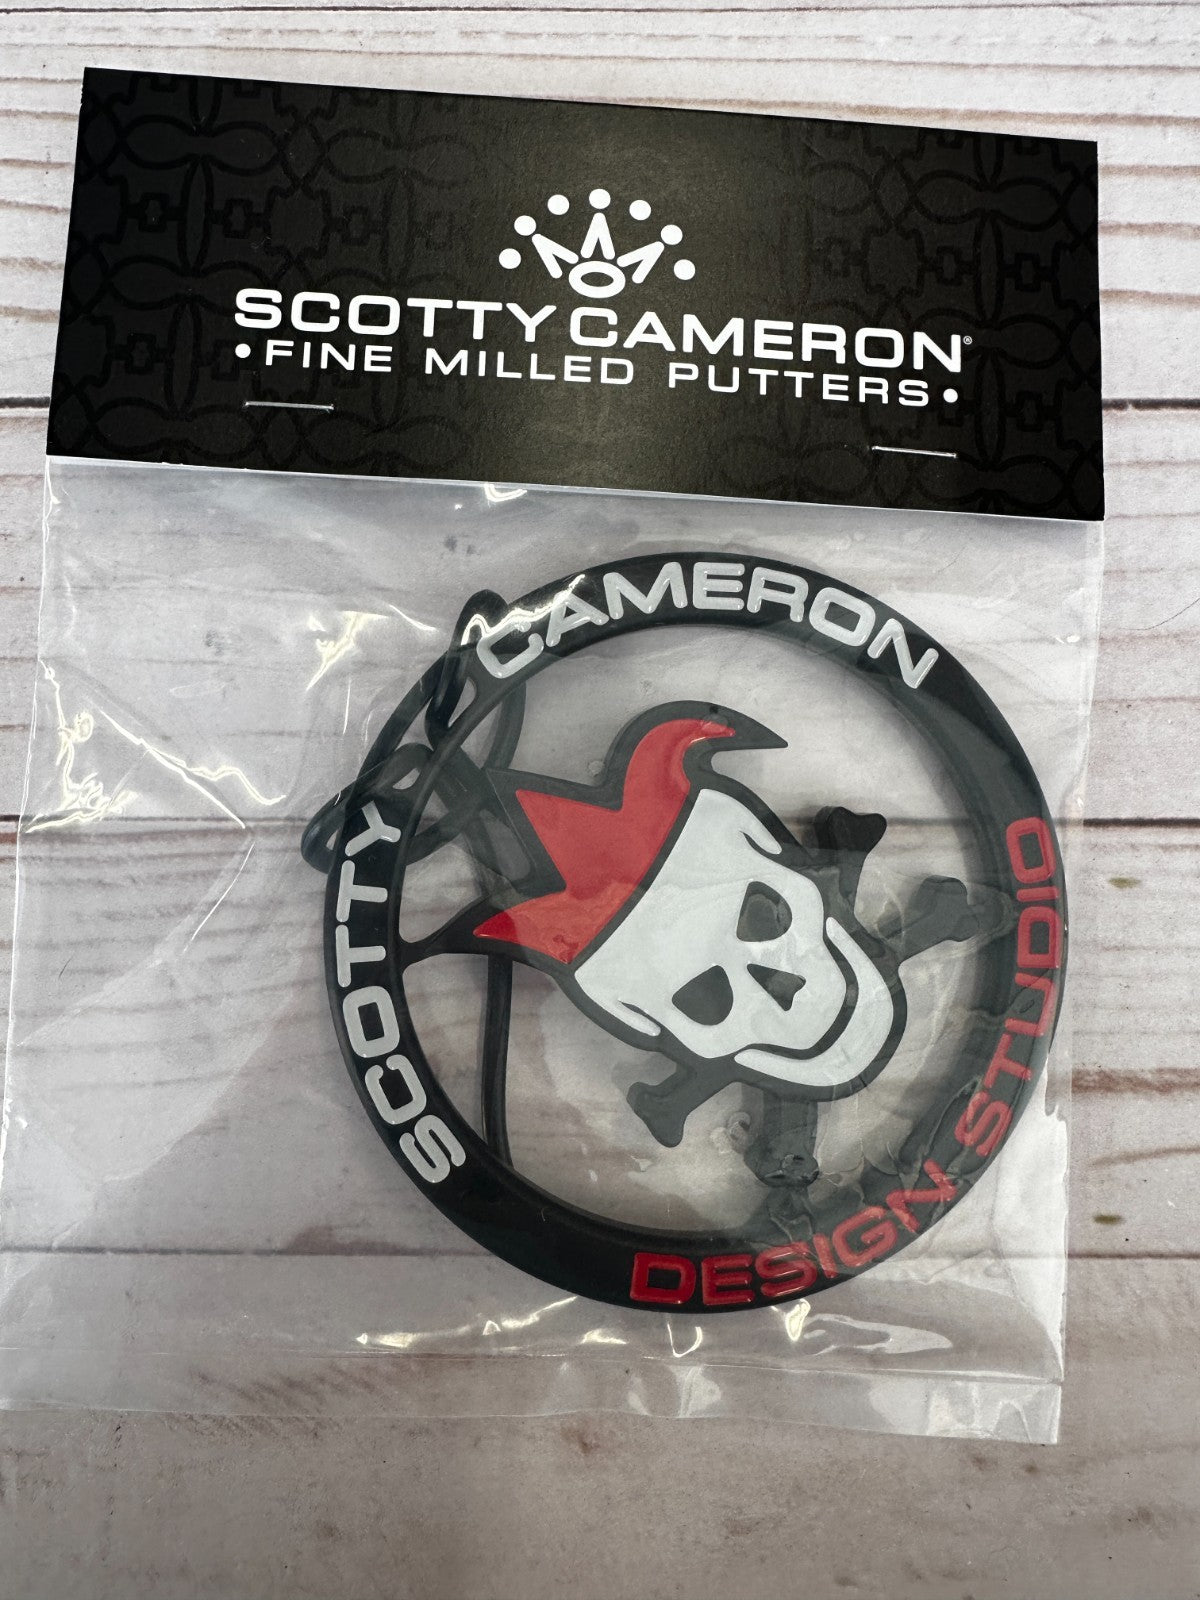 SCOTTY CAMERON®
• FINE MILLED PUTTERS •
SCOTTY CAMERON
DESIGN STUDIO